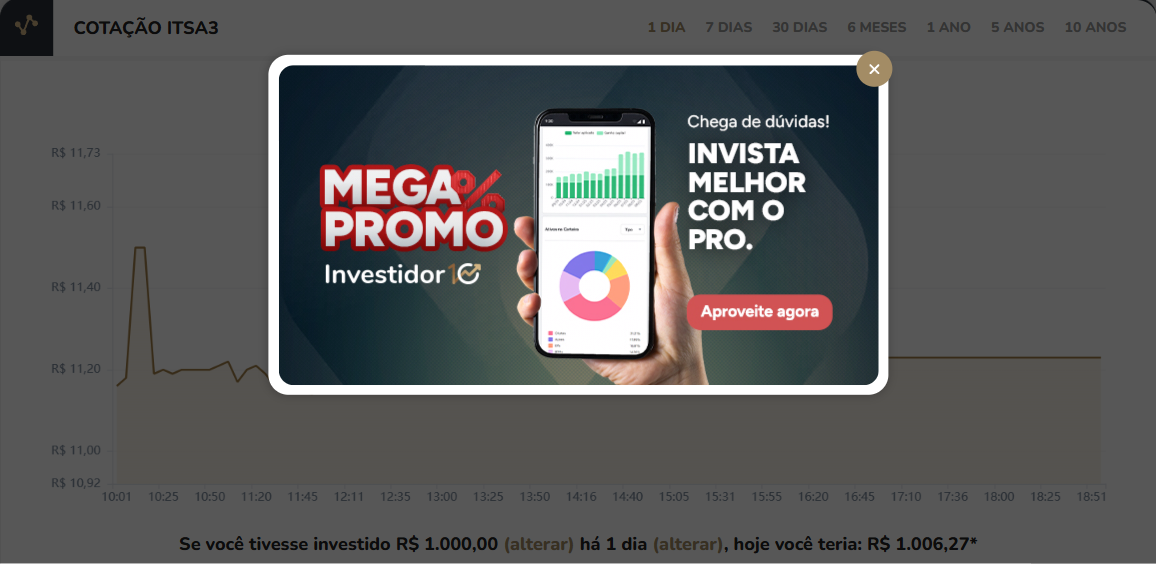 COTAÇÃO ITSA3
1 DIA 7 DIAS 30 DIAS 6 MESES 1 ANO 5 ANOS 10 ANOS
R$ 11,73
R$ 11,60
R$ 11,40
R$ 11,20
R$ 11,00
R$ 10,92
10:01 10:25 10:50 11:20 11:45 12:11 12:35 13:00 13:25 13:50 14:16 14:40 15:05 15:31 15:55 16:20 16:45 17:10 17:36 18:00 18:25 18:51
MEGA%
PROMO
Investidor 10
Chega de dúvidas!
INVISTA
MELHOR
COM O
PRO.
Aproveite agora
Se você tivesse investido R$ 1.000,00 (alterar) há 1 dia (alterar), hoje você teria: R$ 1.006,27*